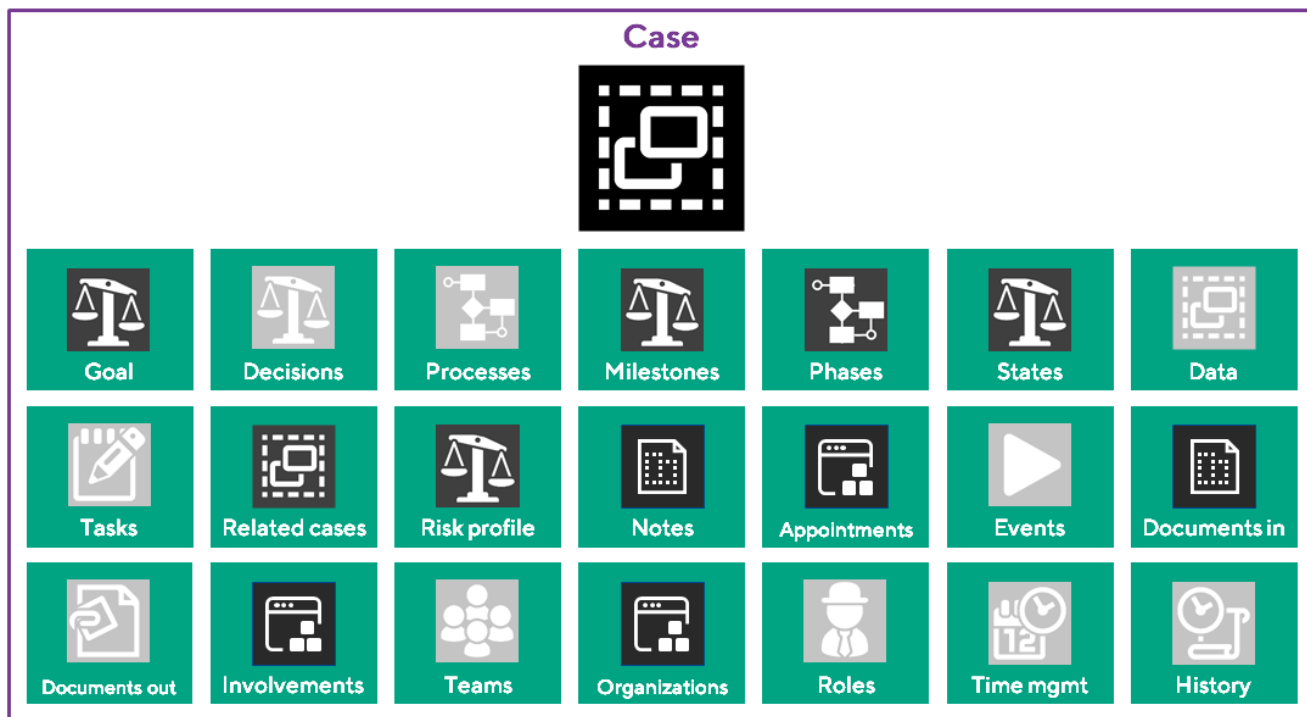 Case
Goal
Decisions
Processes
Milestones
Phases
States
Data
Tasks
Related cases
Risk profile
Notes
Appointments
Events
Documents in
Documents out
Involvements
Teams
Organizations
Roles
12
Time mgmt
History